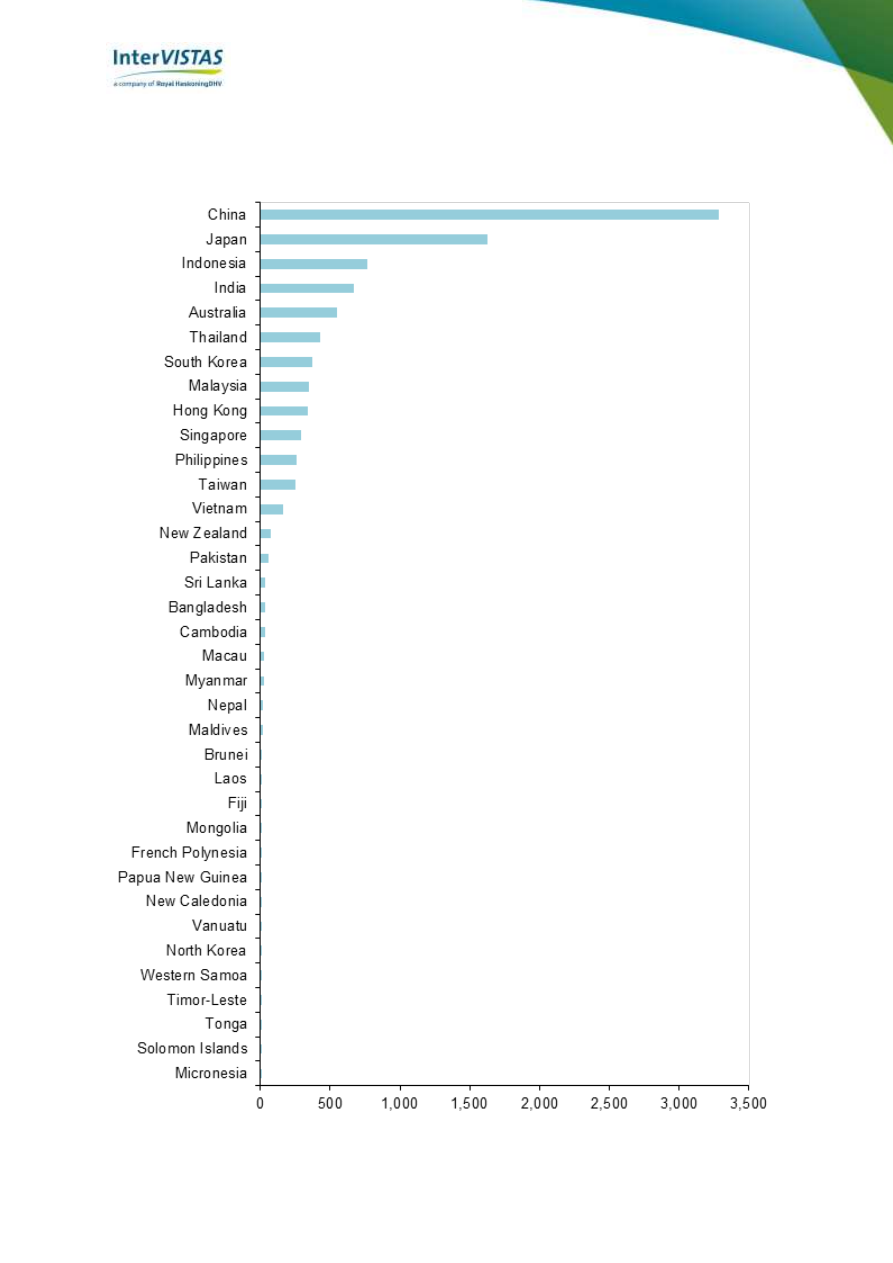 InterVISTAS
a company of Royal HaskoningDHV
China
Japan
Indonesia
India
Australia
Thailand
South Korea
Malaysia
Hong Kong
Singapore
Philippines
Taiwan
Vietnam
New Zealand
Pakistan
Sri Lanka
Bangladesh
Cambodia
Macau
Myanmar
Nepal
Maldives
Brunei
Laos
Fiji
Mongolia
French Polynesia
Papua New Guinea
New Caledonia
Vanuatu
North Korea
Western Samoa
Timor-Leste
Tonga
Solomon Islands
Micronesia
0 500 1,000 1,500 2,000 2,500 3,000 3,500